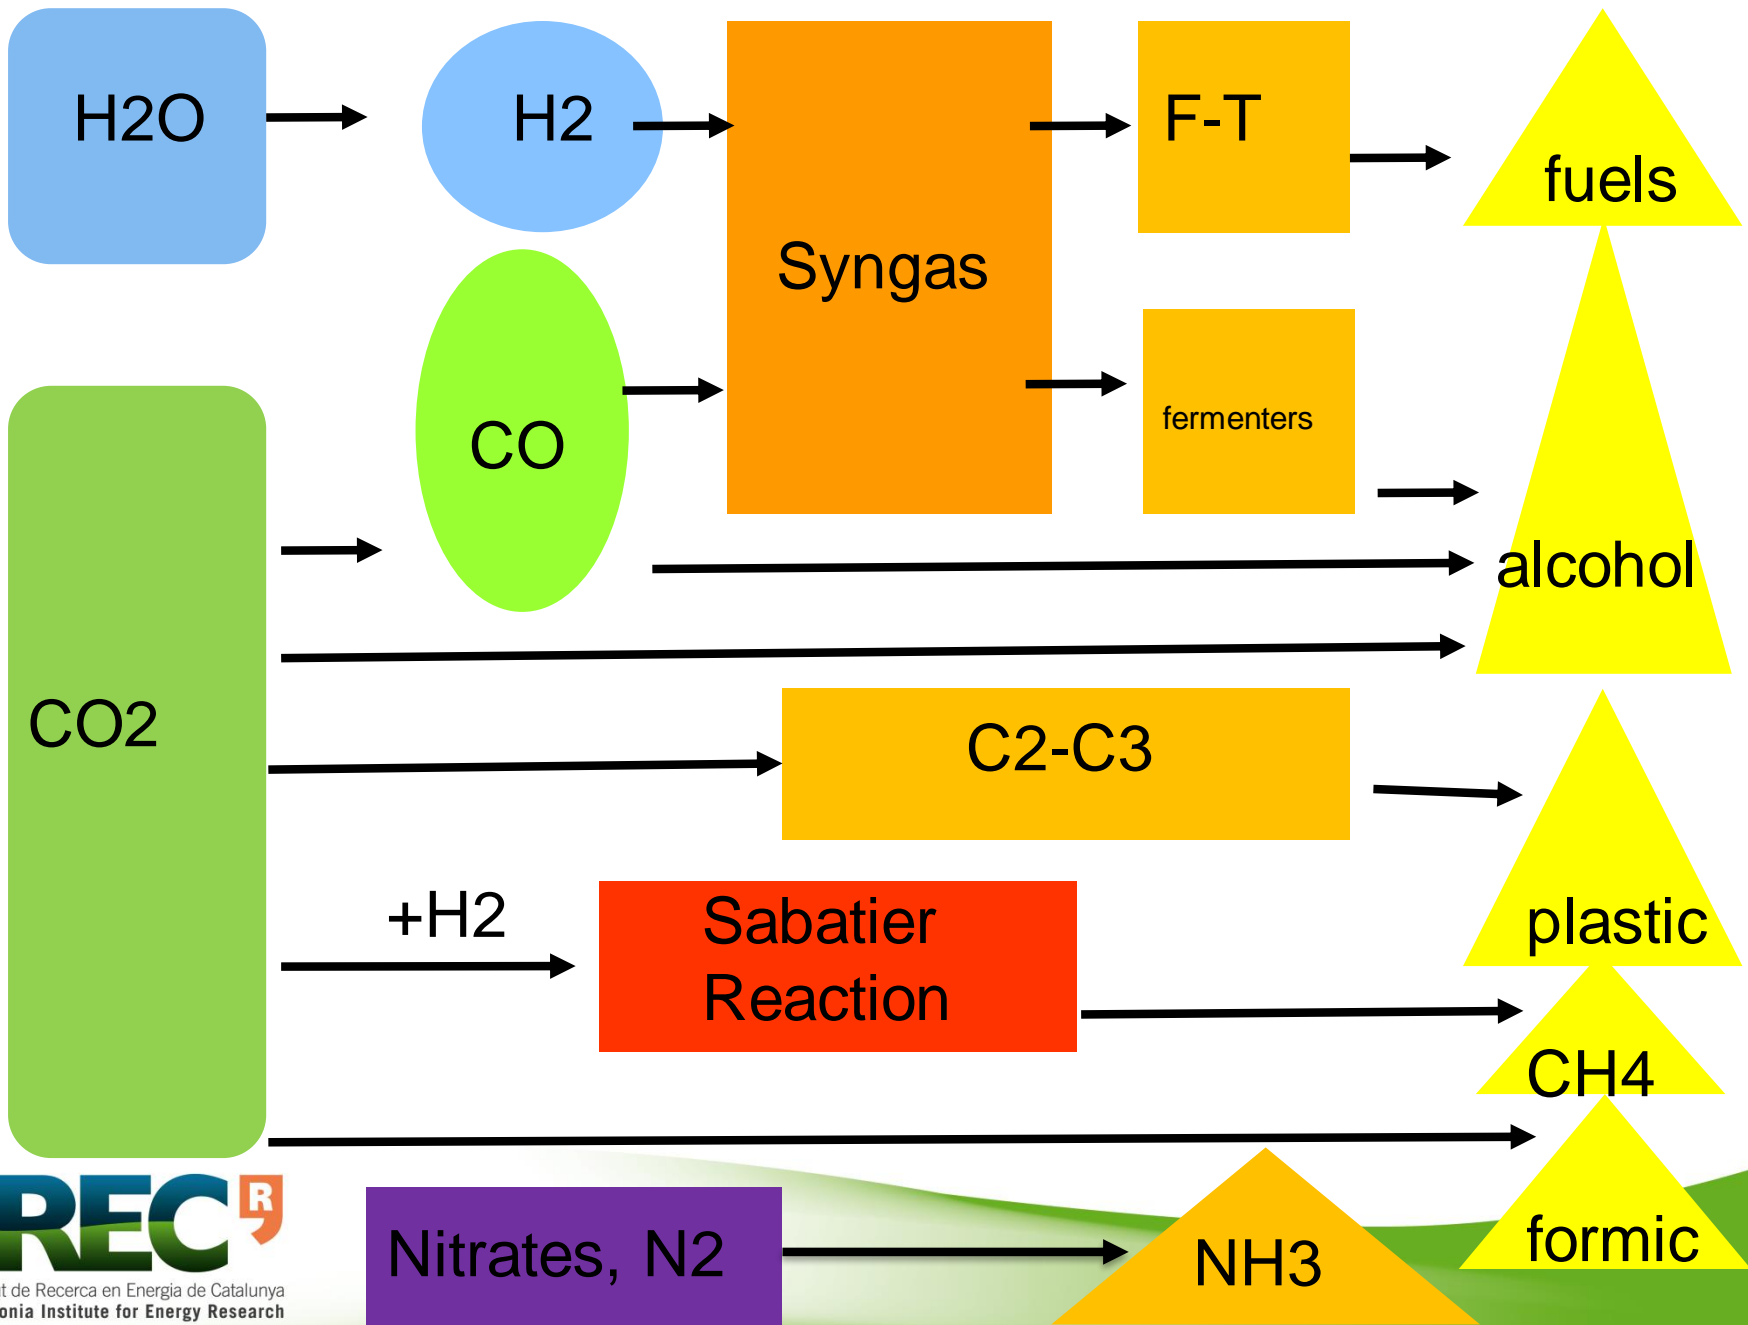 H2O
H2
F-T
fuels
Syngas
CO
fermenters
alcohol
CO2
C2-C3
+H2
Sabatier
Reaction
plastic
CH4
REC
R
Nitrates, N2
NH3
formic
de Recerca en Energia de Catalunya
Institute for Energy Research